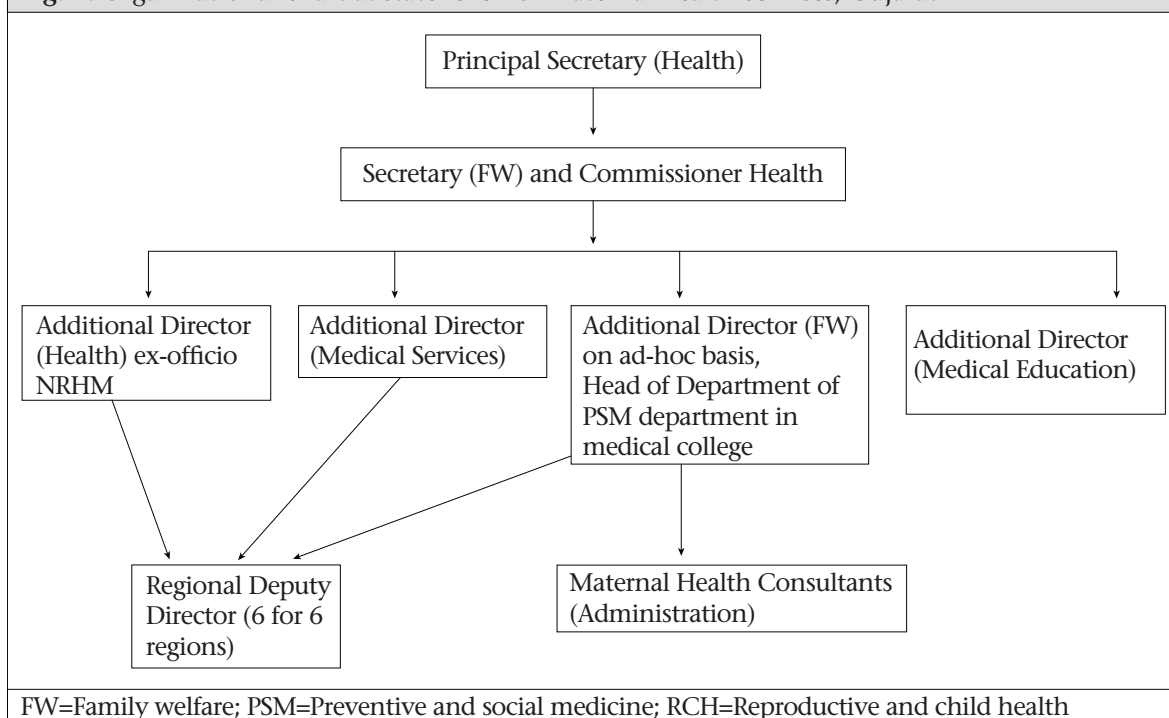 Principal Secretary (Health)
Secretary (FW) and Commissioner Health
Additional Director
(Health) ex-officio
NRHM
Additional Director
(Medical Services)
Additional Director (FW)
on ad-hoc basis,
Head of Department of
PSM department in
medical college
Additional Director
(Medical Education)
Regional Deputy
Director (6 for 6
regions)
Maternal Health Consultants
(Administration)
FW=Family welfare; PSM=Preventive and social medicine; RCH=Reproductive and child health